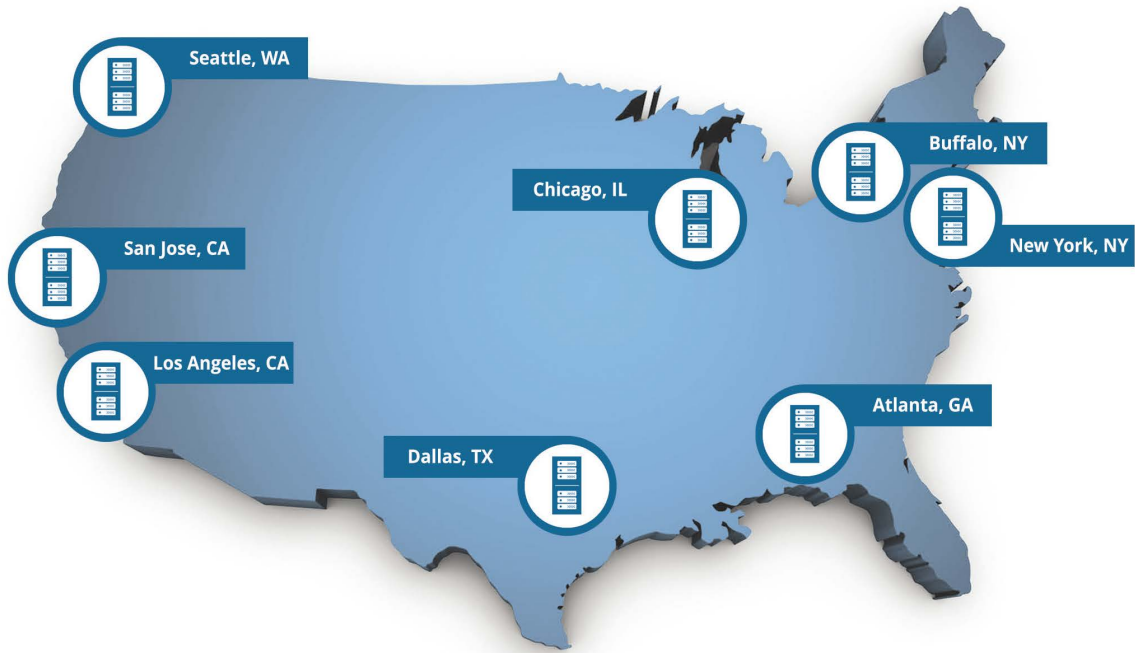 Seattle, WA
Buffalo, NY
Chicago, IL
San Jose, CA
New York, NY
Los Angeles, CA
Atlanta, GA
Dallas, TX